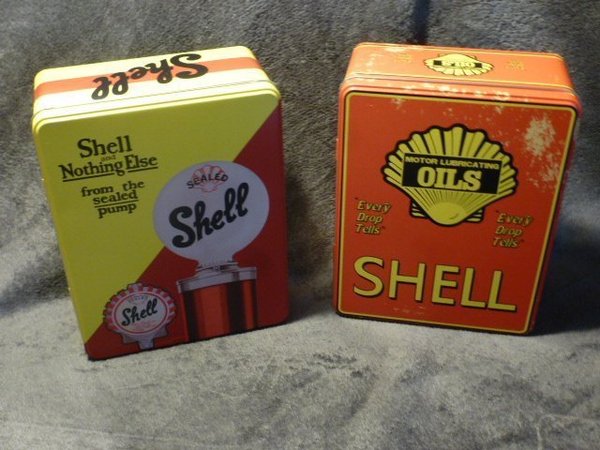 Shell
Shell
and
Nothing Else
from the
sealed
pump
SEALED
Shell
Shell
MOTOR LUBRICATING
OILS
"Every
Drop
Tells"
"Every
Drop
Tells"
SHELL